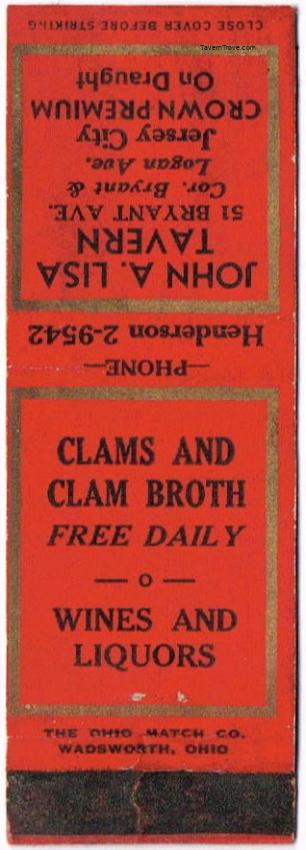 CLOSE COVER BEFORE STRIKING
TavernTrove.com
JOHN A. LISA
TAVERN
51 BRYANT AVE.
Cor. Bryant &
Logan Ave.
Jersey City
CROWN PREMIUM
On Draught
—PHONE—
Henderson 2-9542
CLAMS AND
CLAM BROTH
FREE DAILY
— o —
WINES AND
LIQUORS
THE OHIO MATCH CO.
WADSWORTH, OHIO